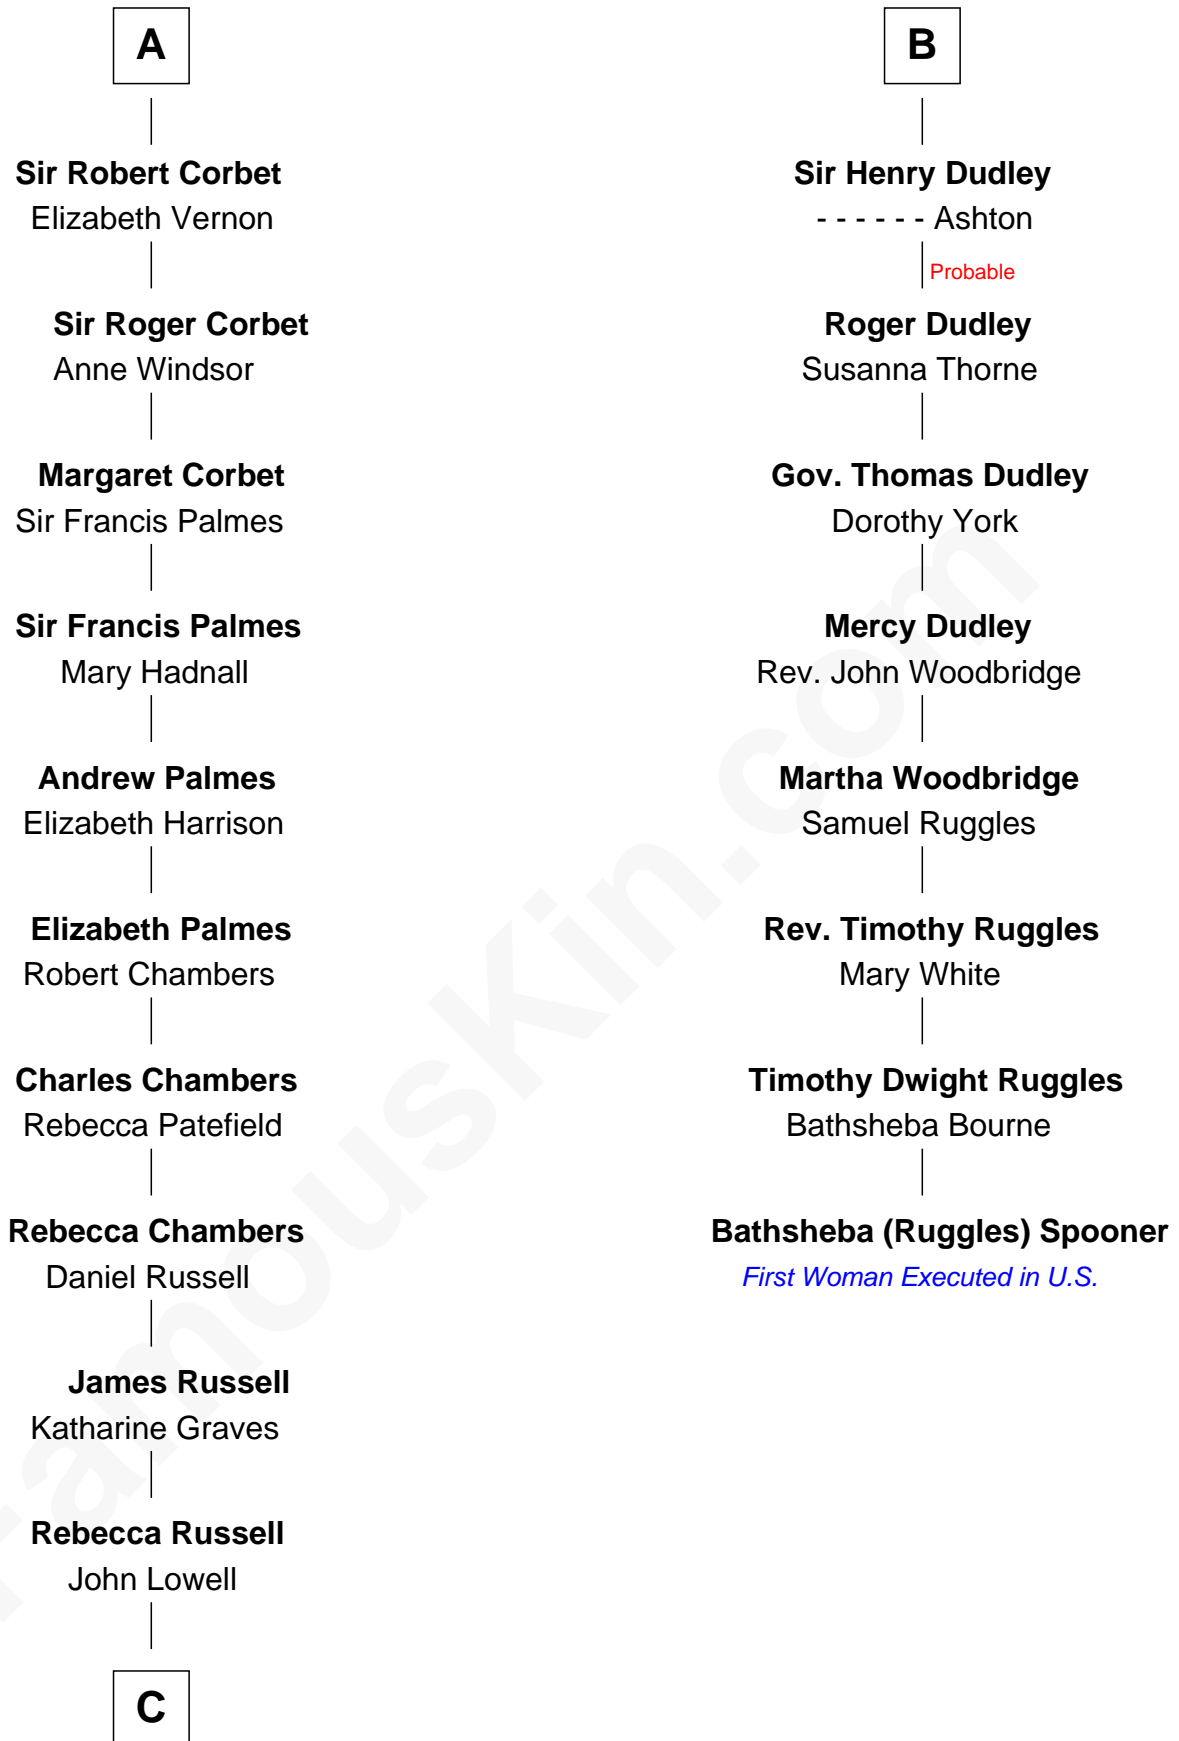 A
Sir Robert Corbet
Elizabeth Vernon
Sir Roger Corbet
Anne Windsor
Margaret Corbet
Sir Francis Palmes
Sir Francis Palmes
Mary Hadnall
Andrew Palmes
Elizabeth Harrison
Elizabeth Palmes
Robert Chambers
Charles Chambers
Rebecca Patefield
Rebecca Chambers
Daniel Russell
James Russell
Katharine Graves
Rebecca Russell
John Lowell
C
B
Sir Henry Dudley
- - - - - - Ashton
Probable
Roger Dudley
Susanna Thorne
Gov. Thomas Dudley
Dorothy York
Mercy Dudley
Rev. John Woodbridge
Martha Woodbridge
Samuel Ruggles
Rev. Timothy Ruggles
Mary White
Timothy Dwight Ruggles
Bathsheba Bourne
Bathsheba (Ruggles) Spooner
First Woman Executed in U.S.
FamousKin.com